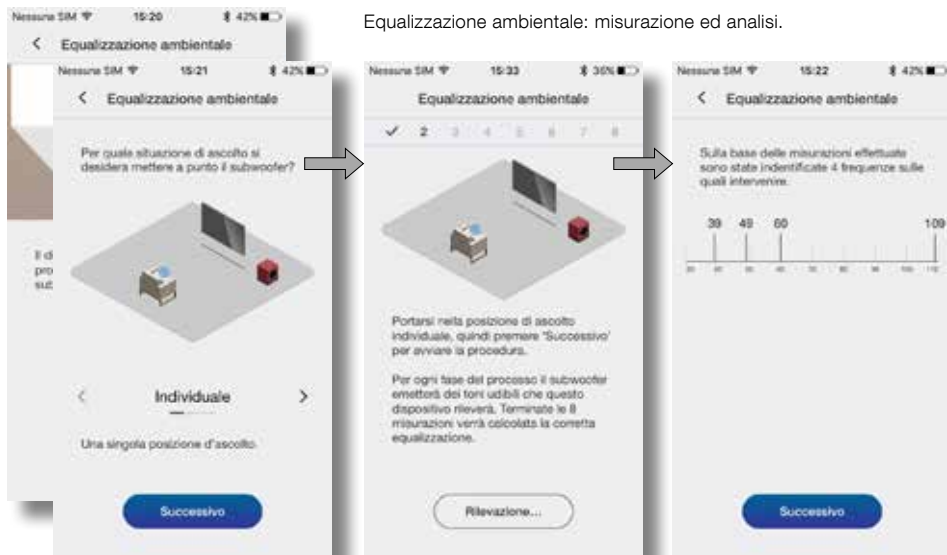 Equalizzazione ambientale: misurazione ed analisi.
Nessuna SIM 15:20 42%
Equalizzazione ambientale
Il d
pro
sub
Nessuna SIM 15:21 42%
Equalizzazione ambientale
Per quale situazione di ascolto si
desidera mettere a punto il subwoofer?
Individuale
Una singola posizione d'ascolto.
Successivo
Nessuna SIM 15:33 36%
Equalizzazione ambientale
2 3 4 5 6 7 8
Portarsi nella posizione di ascolto
individuale, quindi premere 'Successivo'
per avviare la procedura.
Per ogni fase del processo il subwoofer
emetterà dei toni udibili che questo
dispositivo rileverà. Terminate le 8
misurazioni verrà calcolata la corretta
equalizzazione.
Rilevazione...
Nessuna SIM 15:22 42%
Equalizzazione ambientale
Sulla base delle misurazioni effettuate
sono state indentificate 4 frequenze sulle
quali intervenire.
39 49 60 109
Successivo